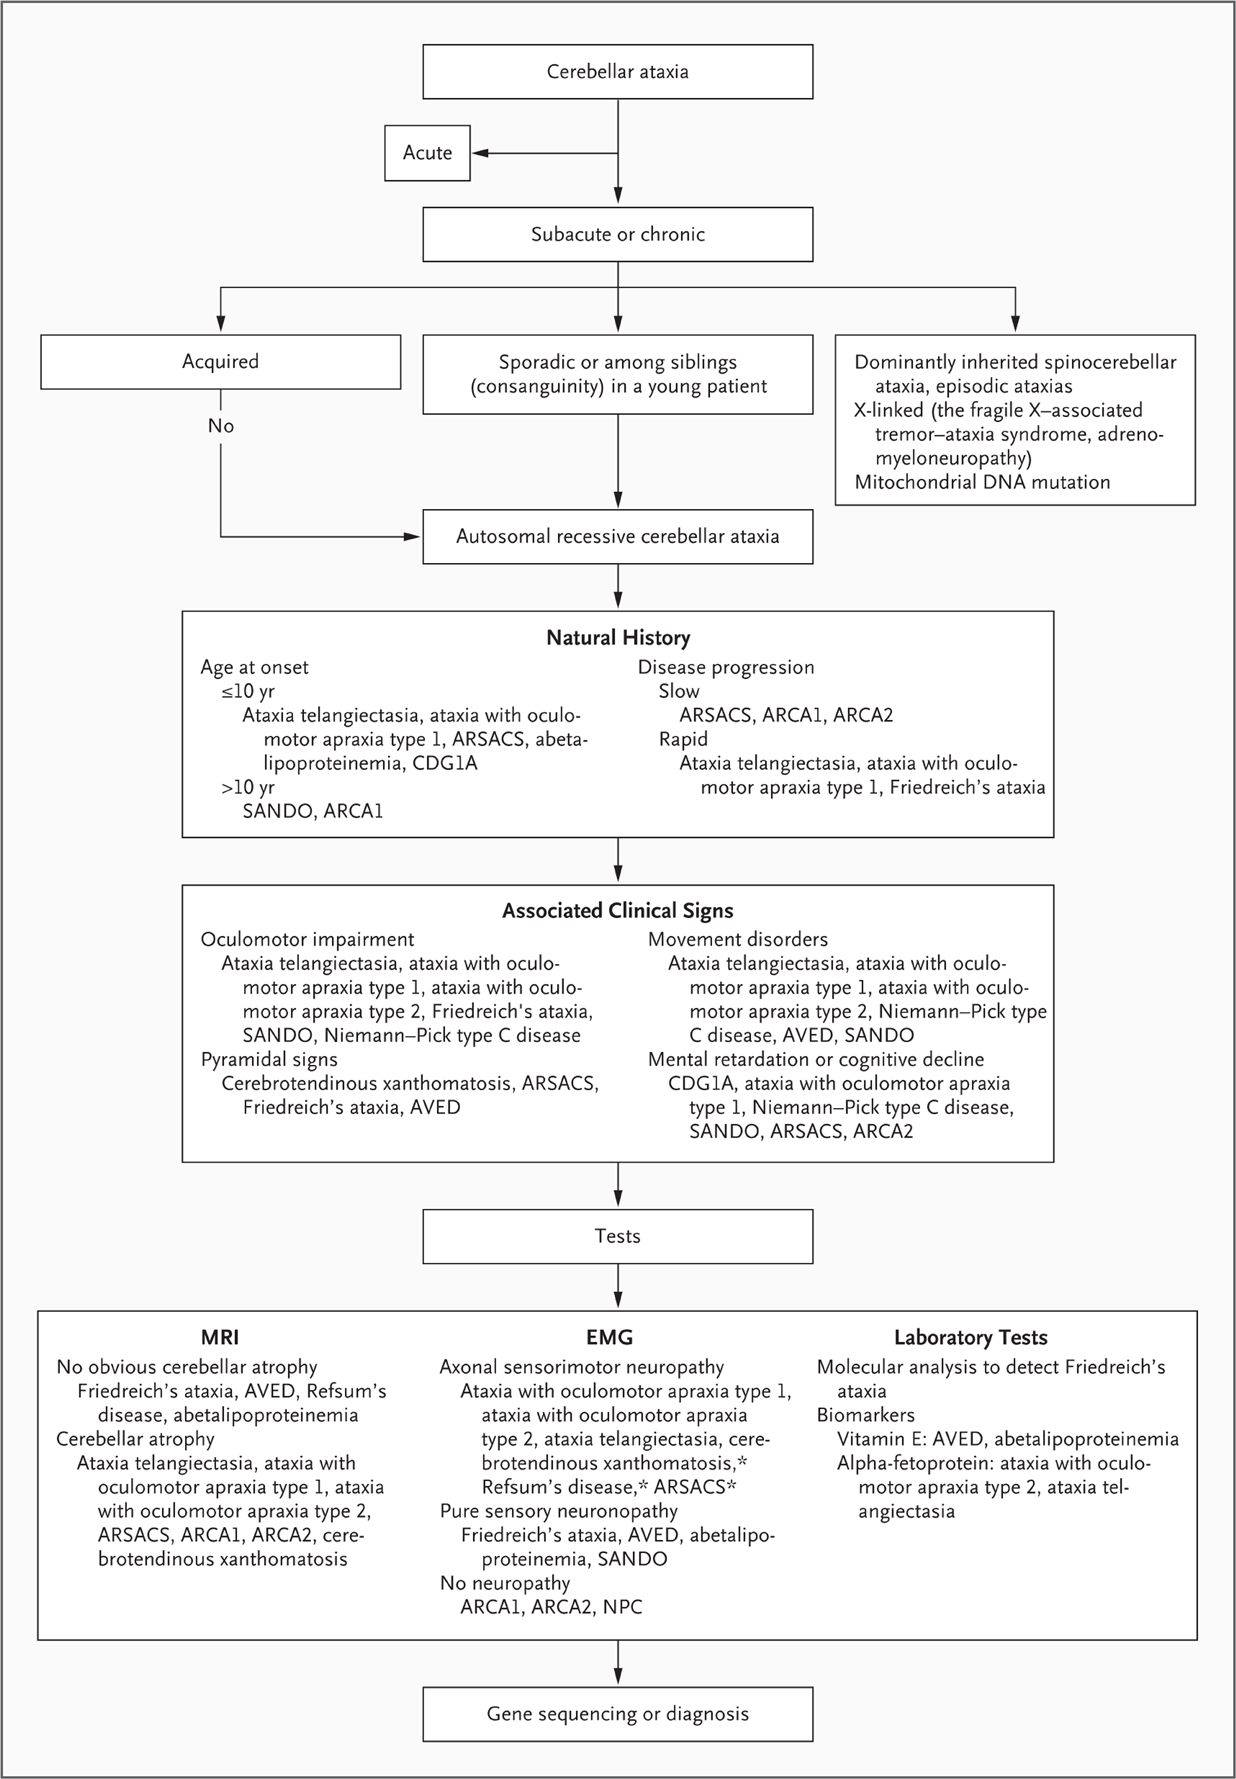 Cerebellar ataxia
Acute
Subacute or chronic
Acquired
No
Sporadic or among siblings
(consanguinity) in a young patient
Dominantly inherited spinocerebellar
ataxia, episodic ataxias
X-linked (the fragile X–associated
tremor–ataxia syndrome, adreno-
myeloneuropathy)
Mitochondrial DNA mutation
Autosomal recessive cerebellar ataxia
Natural History
Age at onset
≤10 yr
Ataxia telangiectasia, ataxia with oculo-
motor apraxia type 1, ARSACS, abeta-
lipoproteinemia, CDG1A
>10 yr
SANDO, ARCA1
Disease progression
Slow
ARSACS, ARCA1, ARCA2
Rapid
Ataxia telangiectasia, ataxia with oculo-
motor apraxia type 1, Friedreich’s ataxia
Associated Clinical Signs
Oculomotor impairment
Ataxia telangiectasia, ataxia with oculo-
motor apraxia type 1, ataxia with oculo-
motor apraxia type 2, Friedreich's ataxia,
SANDO, Niemann–Pick type C disease
Pyramidal signs
Cerebrotendinous xanthomatosis, ARSACS,
Friedreich’s ataxia, AVED
Movement disorders
Ataxia telangiectasia, ataxia with oculo-
motor apraxia type 1, ataxia with oculo-
motor apraxia type 2, Niemann–Pick type
C disease, AVED, SANDO
Mental retardation or cognitive decline
CDG1A, ataxia with oculomotor apraxia
type 1, Niemann–Pick type C disease,
SANDO, ARSACS, ARCA2
Tests
MRI
No obvious cerebellar atrophy
Friedreich’s ataxia, AVED, Refsum’s
disease, abetalipoproteinemia
Cerebellar atrophy
Ataxia telangiectasia, ataxia with
oculomotor apraxia type 1, ataxia
with oculomotor apraxia type 2,
ARSACS, ARCA1, ARCA2, cere-
brotendinous xanthomatosis
EMG
Axonal sensorimotor neuropathy
Ataxia with oculomotor apraxia type 1,
ataxia with oculomotor apraxia
type 2, ataxia telangiectasia, cere-
brotendinous xanthomatosis,*
Refsum’s disease,* ARSACS*
Pure sensory neuronopathy
Friedreich’s ataxia, AVED, abetalipo-
proteinemia, SANDO
No neuropathy
ARCA1, ARCA2, NPC
Laboratory Tests
Molecular analysis to detect Friedreich’s
ataxia
Biomarkers
Vitamin E: AVED, abetalipoproteinemia
Alpha-fetoprotein: ataxia with oculo-
motor apraxia type 2, ataxia tel-
angiectasia
Gene sequencing or diagnosis